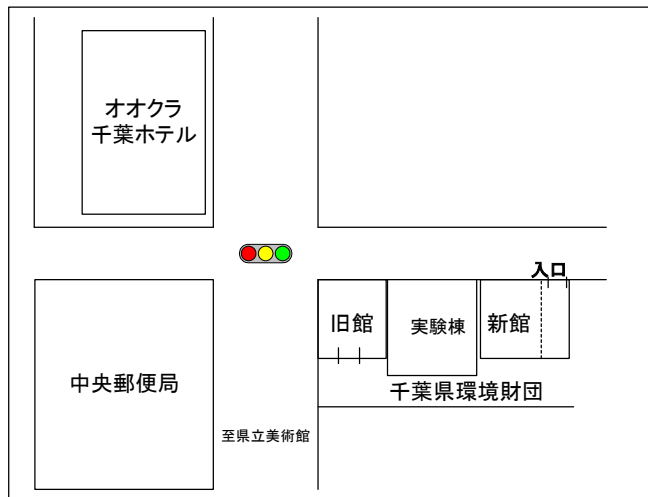 オオクラ
千葉ホテル
入口
旧館
実験棟
新館
中央郵便局
千葉県環境財団
至県立美術館